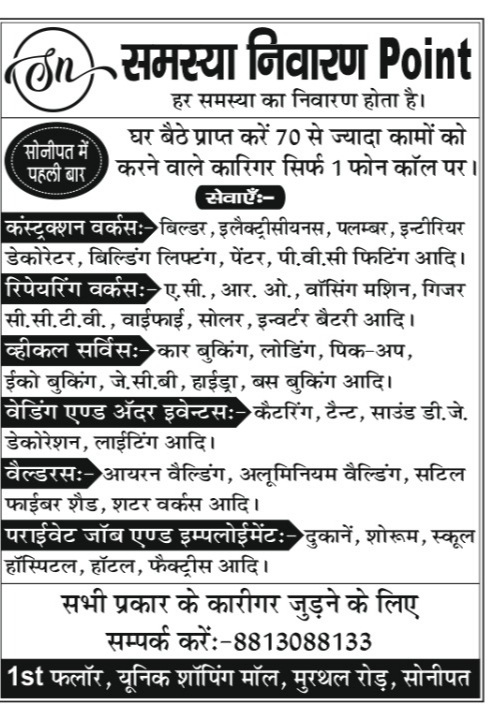 Sn समस्या निवारण Point
हर समस्या का निवारण होता है।
सोनीपत में
पहली बार
घर बैठे प्राप्त करें 70 से ज्यादा कामों को
करने वाले कारिगर सिर्फ 1 फोन कॉल पर।
सेवाएँ:-
कंस्ट्रक्शन वर्कसः- बिल्डर, इलैक्ट्रीसीयनस, पलम्बर, इन्टीरियर
डेकोरेटर, बिल्डिंग लिफ्टंग, पेंटर, पी.वी.सी फिटिंग आदि।
रिपेयरिंग वर्कसः- ए.सी., आर. ओ., वॉसिंग मशिन, गिजर
सी.सी.टी.वी., वाईफाई, सोलर, इन्वर्टर बैटरी आदि।
व्हीकल सर्विसः- कार बुकिंग, लोडिंग, पिक-अप,
ईको बुकिंग, जे.सी.बी, हाईड्रा, बस बुकिंग आदि।
वेडिंग एण्ड अॅदर इवेन्टसः- कैटरिंग, टैन्ट, साउंड डी.जे.
डेकोरेशन, लाईटिंग आदि।
वैल्डरसः- आयरन वैल्डिंग, अलूमिनियम वैल्डिंग, सटिल
फाईबर शैड, शटर वर्कस आदि।
पराईवेट जॉब एण्ड इम्पलोईमेंटः- दुकानें, शोरूम, स्कूल
हॉस्पिटल, हॉटल, फैक्ट्रीस आदि।
सभी प्रकार के कारीगर जुड़ने के लिए
सम्पर्क करें:-8813088133
1st फलॉर, यूनिक शॉपिंग मॉल, मुरथल रोड़, सोनीपत